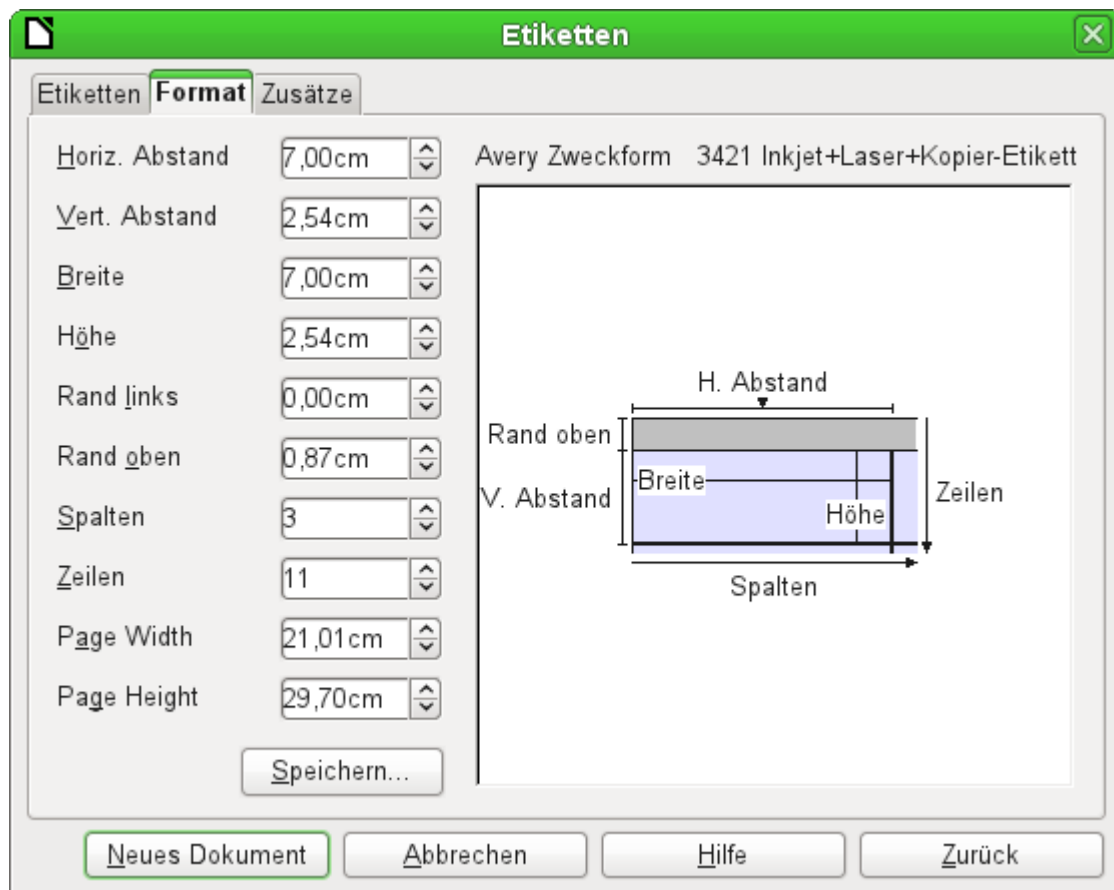 Etiketten
Etiketten Format Zusätze
Horiz. Abstand 7,00cm
Vert. Abstand 2,54cm
Breite 7,00cm
Höhe 2,54cm
Rand links 0,00cm
Rand oben 0,87cm
Spalten 3
Zeilen 11
Page Width 21,01cm
Page Height 29,70cm
Speichern...
Avery Zweckform 3421 Inkjet+Laser+Kopier-Etikett
H. Abstand
Rand oben
Breite
V. Abstand
Höhe
Zeilen
Spalten
Neues Dokument Abbrechen Hilfe Zurück